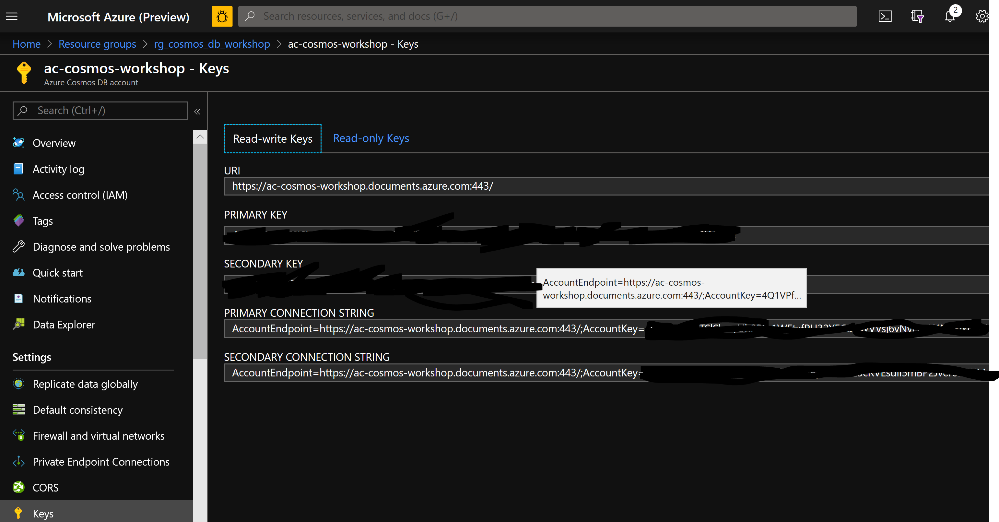 Microsoft Azure (Preview)
Search resources, services, and docs (G+/)
2
Home > Resource groups > rg_cosmos_db_workshop > ac-cosmos-workshop - Keys
ac-cosmos-workshop - Keys
Azure Cosmos DB account
Search (Ctrl+/)
«
Overview
Activity log
Access control (IAM)
Tags
Diagnose and solve problems
Quick start
Notifications
Data Explorer
Settings
Replicate data globally
Default consistency
Firewall and virtual networks
Private Endpoint Connections
CORS
Keys
Read-write Keys
Read-only Keys
URI
https://ac-cosmos-workshop.documents.azure.com:443/
PRIMARY KEY
SECONDARY KEY
AccountEndpoint=https://ac-cosmos-
workshop.documents.azure.com:443/;AccountKey=4Q1VPf...
PRIMARY CONNECTION STRING
AccountEndpoint=https://ac-cosmos-workshop.documents.azure.com:443/;AccountKey=
SECONDARY CONNECTION STRING
AccountEndpoint=https://ac-cosmos-workshop.documents.azure.com:443/;AccountKey=